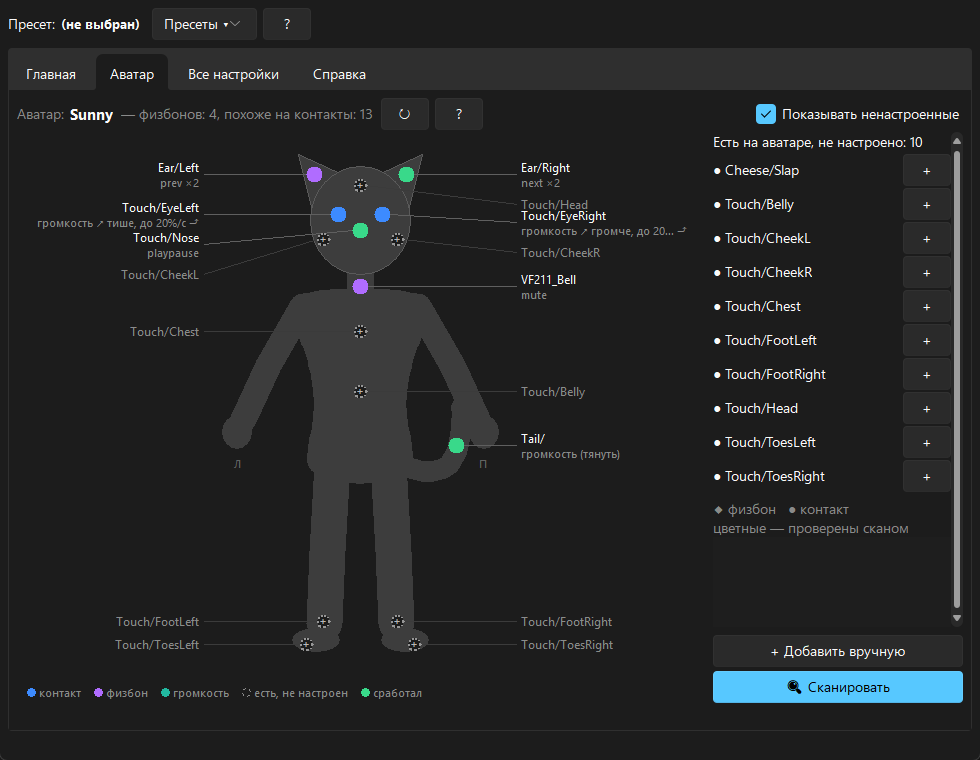 Пресет: (не выбран) Пресеты ▾ ?
Главная Аватар Все настройки Справка
Аватар: Sunny — физбонов: 4, похоже на контакты: 13 ↻ ?
Показывать ненастроенные
Ear/Left
prev ×2
Touch/EyeLeft
громкость ↗ тише, до 20%/с ⮐
Touch/Nose
playpause
Touch/CheekL
Touch/Chest
Touch/FootLeft
Touch/ToesLeft
Ear/Right
next ×2
Touch/Head
Touch/EyeRight
громкость ↗ громче, до 20... ⮐
Touch/CheekR
VF211_Bell
mute
Touch/Belly
Tail/
громкость (тянуть)
Touch/FootRight
Touch/ToesRight
Л П
Есть на аватаре, не настроено: 10
● Cheese/Slap +
● Touch/Belly +
● Touch/CheekL +
● Touch/CheekR +
● Touch/Chest +
● Touch/FootLeft +
● Touch/FootRight +
● Touch/Head +
● Touch/ToesLeft +
● Touch/ToesRight +
◆ физбон ● контакт
цветные — проверены сканом
+ Добавить вручную
Сканировать
контакт физбон громкость есть, не настроен сработал